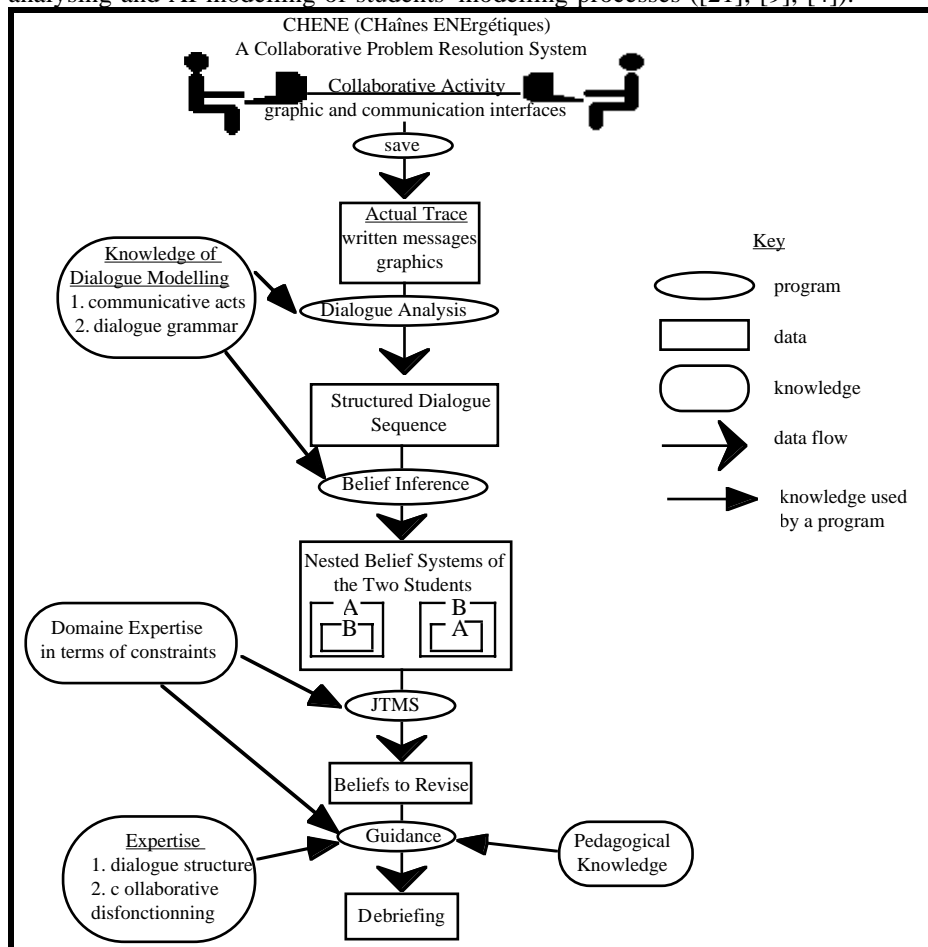 analysing and AI modelling of students' modelling processes ([21], [9], [4]).
CHENE (CHaînes ENErgétiques)
A Collaborative Problem Resolution System
Collaborative Activity
graphic and communication interfaces
save
Actual Trace
written messages
graphics
Knowledge of
Dialogue Modelling
1. communicative acts
2. dialogue grammar
Dialogue Analysis
Structured Dialogue
Sequence
Belief Inference
Nested Belief Systems of
the Two Students
A
B
B
A
Domaine Expertise
in terms of constraints
JTMS
Beliefs to Revise
Expertise
1. dialogue structure
2. c ollaborative
disfonctionning
Guidance
Pedagogical
Knowledge
Debriefing
Key
program
data
knowledge
data flow
knowledge used
by a program